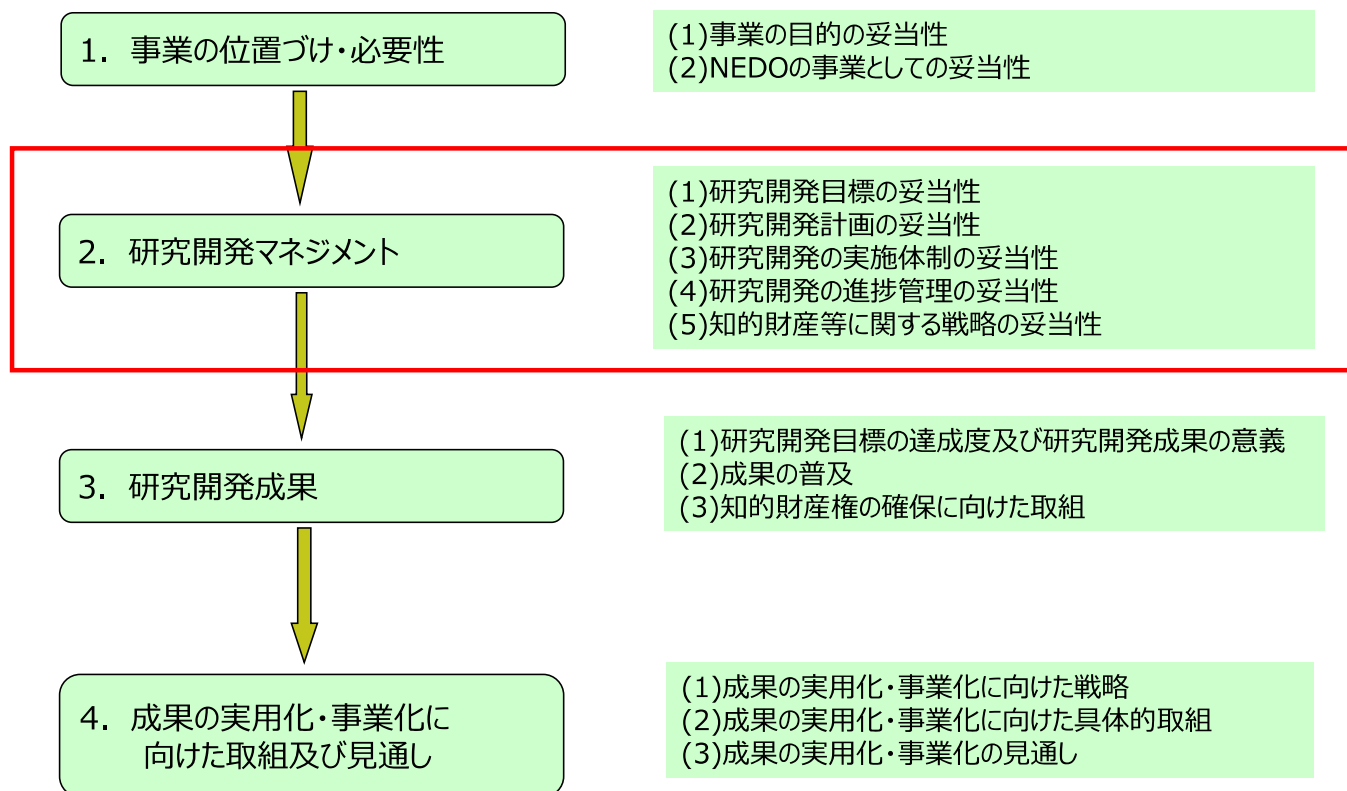 1. 事業の位置づけ・必要性
(1)事業の目的の妥当性
(2)NEDOの事業としての妥当性
2. 研究開発マネジメント
(1)研究開発目標の妥当性
(2)研究開発計画の妥当性
(3)研究開発の実施体制の妥当性
(4)研究開発の進捗管理の妥当性
(5)知的財産等に関する戦略の妥当性
3. 研究開発成果
(1)研究開発目標の達成度及び研究開発成果の意義
(2)成果の普及
(3)知的財産権の確保に向けた取組
4. 成果の実用化・事業化に
向けた取組及び見通し
(1)成果の実用化・事業化に向けた戦略
(2)成果の実用化・事業化に向けた具体的取組
(3)成果の実用化・事業化の見通し